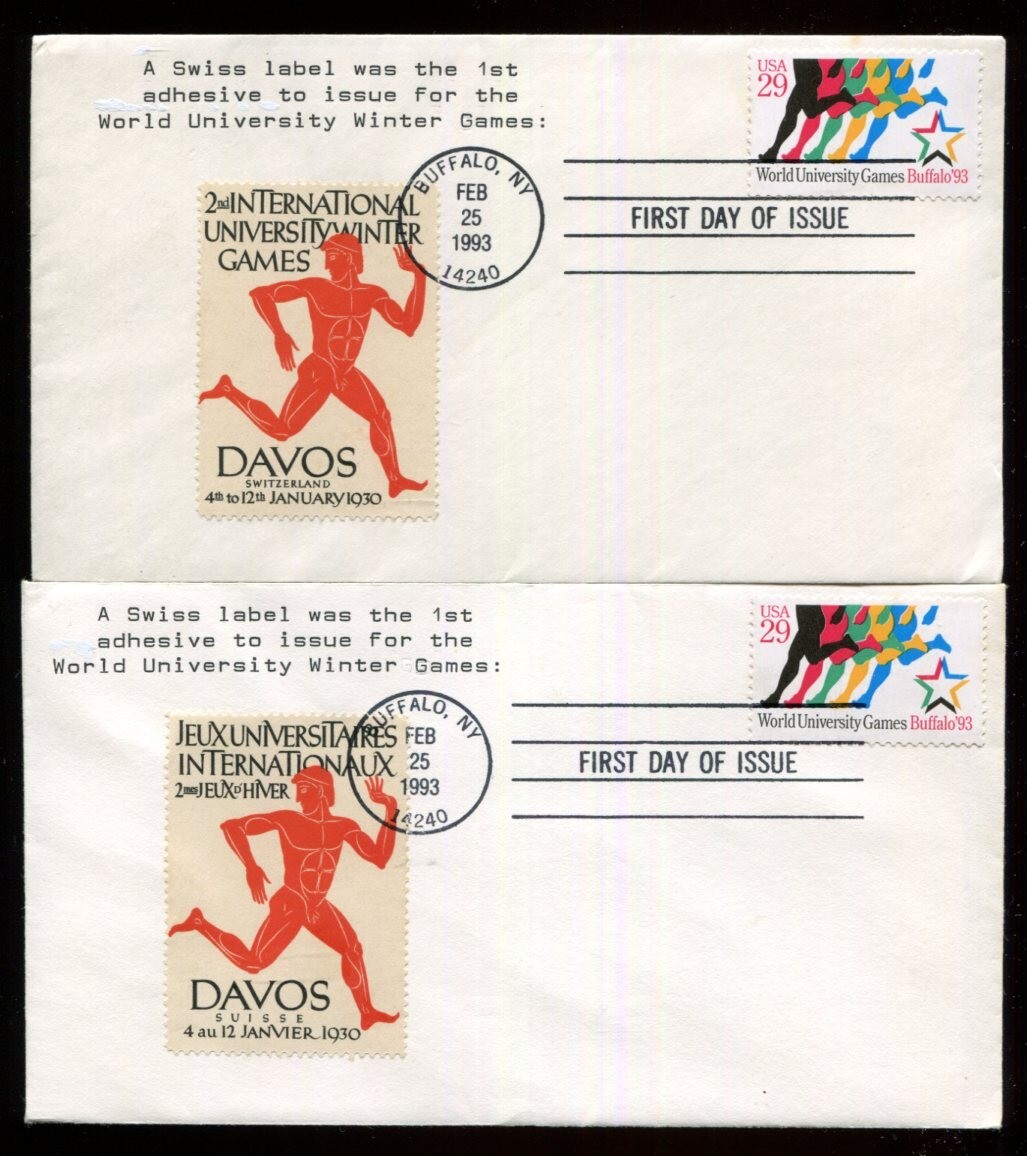 A Swiss label was the 1st
adhesive to issue for the
World University Winter Games:
USA
29
World University Games Buffalo'93
BUFFALO, NY
FEB
25
1993
14240
FIRST DAY OF ISSUE
2nd INTERNATIONAL
UNIVERSITY WINTER
GAMES
DAVOS
SWITZERLAND
4th to 12th JANUARY 1930
A Swiss label was the 1st
adhesive to issue for the
World University Winter Games:
USA
29
World University Games Buffalo'93
BUFFALO, NY
FEB
25
1993
14240
FIRST DAY OF ISSUE
JEUX UNIVERSITAIRES
INTERNATIONAUX
2mes JEUX D'HIVER
DAVOS
SUISSE
4 au 12 JANVIER 1930